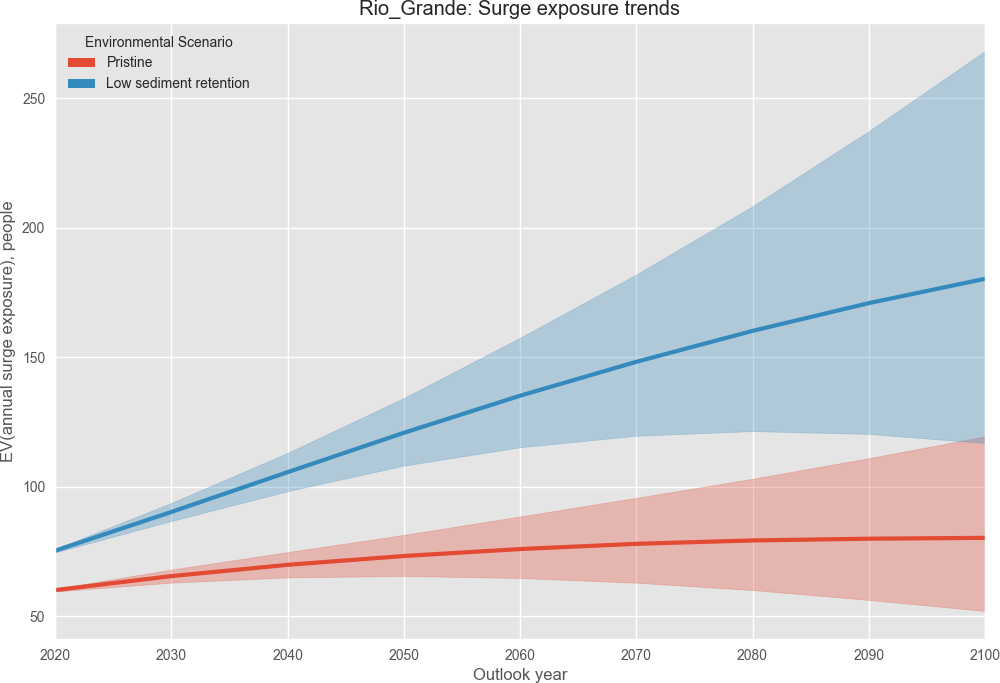 Rio_Grande: Surge exposure trends
Environmental Scenario
Pristine
Low sediment retention
EV(annual surge exposure), people
250
200
150
100
50
2020 2030 2040 2050 2060 2070 2080 2090 2100
Outlook year